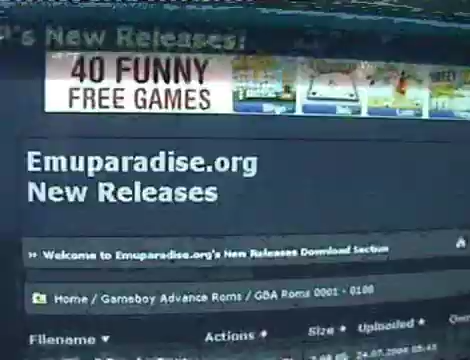 's New Releases!
40 FUNNY
FREE GAMES
Emuparadise.org
New Releases
» Welcome to Emuparadise.org's New Releases Download Section
Home / Gameboy Advance Roms / GBA Roms 0001 - 0100
Filename ▼ Actions Size Uploaded